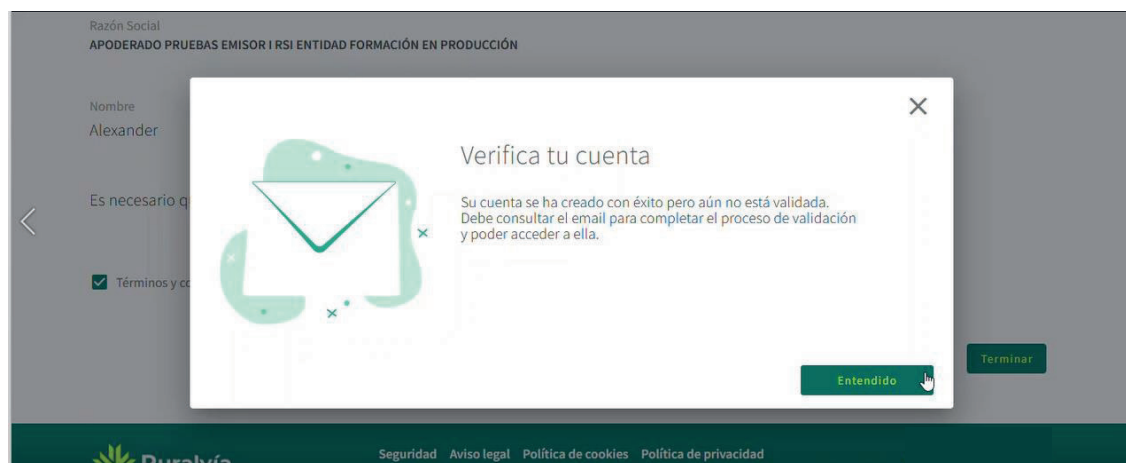 Razón Social
APODERADO PRUEBAS EMISOR I RSI ENTIDAD FORMACIÓN EN PRODUCCIÓN
Nombre
Alexander
Verifica tu cuenta
Su cuenta se ha creado con éxito pero aún no está validada.
Debe consultar el email para completar el proceso de validación
y poder acceder a ella.
Es necesario q
Términos y co
Terminar
Entendido
Ruralvía
Seguridad Aviso legal Política de cookies Política de privacidad